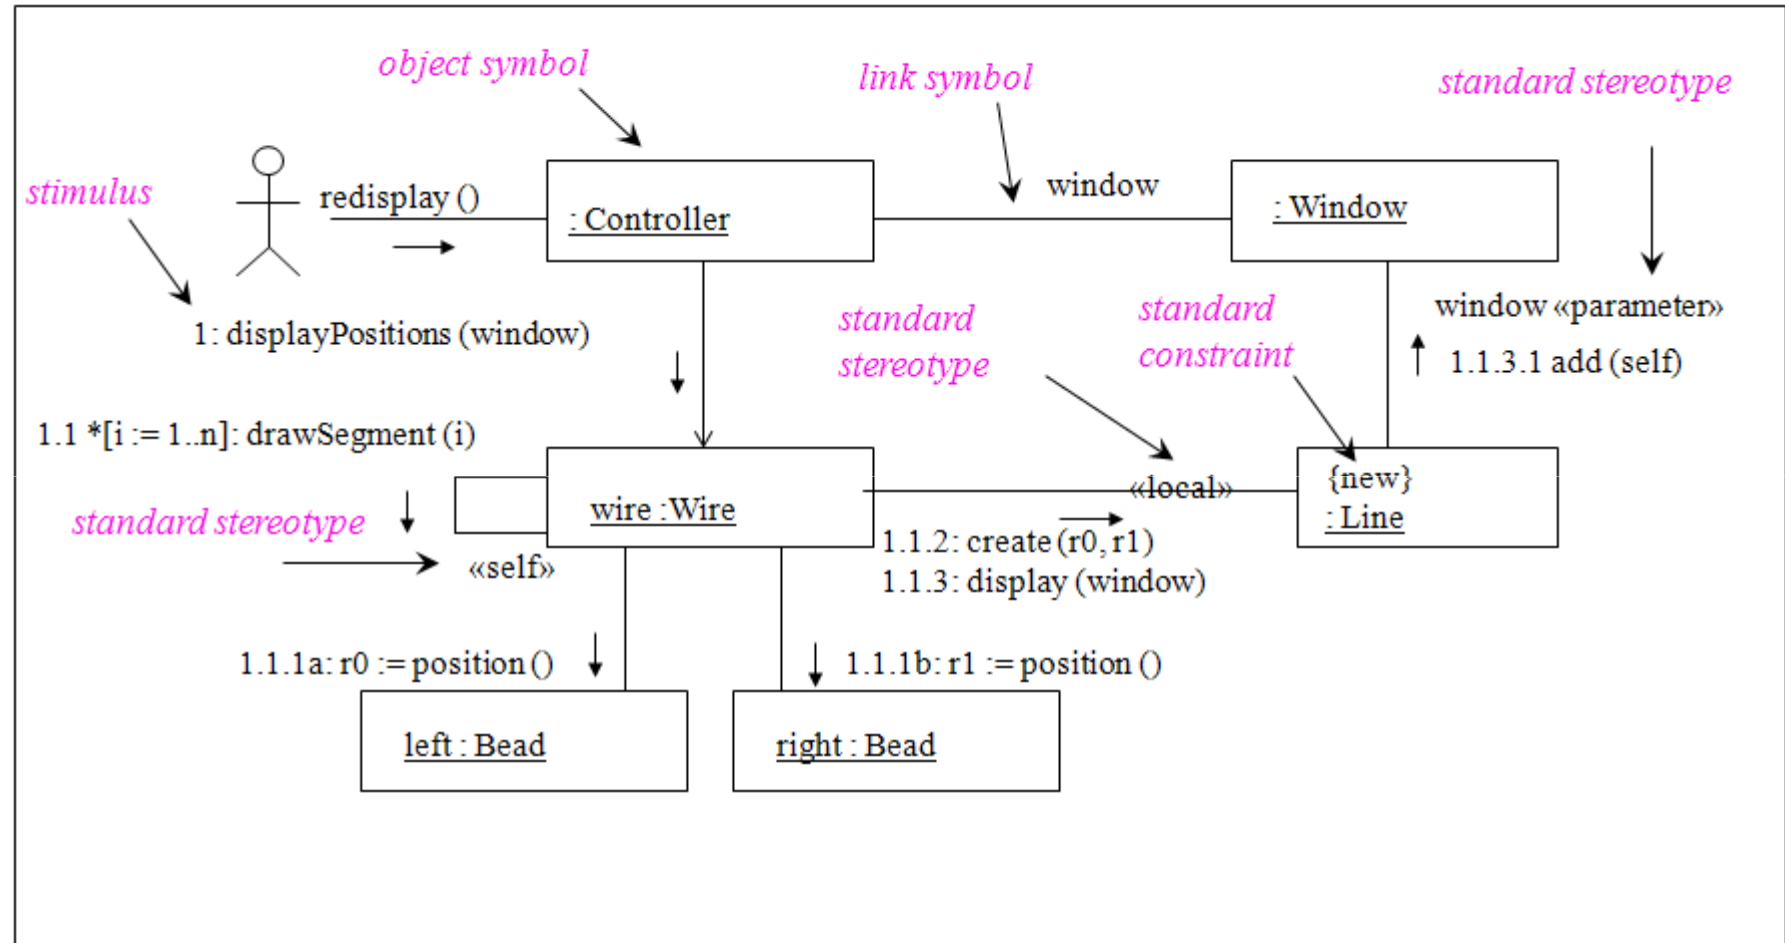 object symbol
link symbol
standard stereotype
stimulus
redisplay ()
: Controller
window
: Window
1: displayPositions (window)
standard
stereotype
standard
constraint
window «parameter»
1.1.3.1 add (self)
1.1 *[i := 1..n]: drawSegment (i)
standard stereotype
«self»
wire :Wire
«local»
{new}
: Line
1.1.2: create (r0, r1)
1.1.3: display (window)
1.1.1a: r0 := position ()
1.1.1b: r1 := position ()
left : Bead
right : Bead